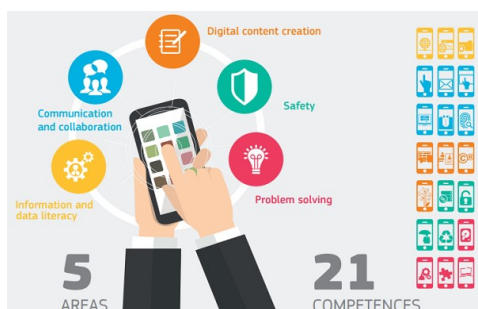 Digital content creation
Communication
and collaboration
Safety
Information and
data literacy
Problem solving
5
AREAS
21
COMPETENCES